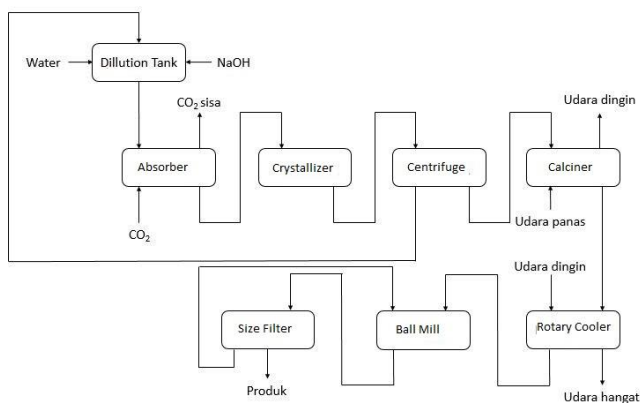 Water
Dillution Tank
NaOH
CO₂ sisa
Udara dingin
Absorber
Crystallizer
Centrifuge
Calciner
CO₂
Udara panas
Udara dingin
Size Filter
Ball Mill
Rotary Cooler
Produk
Udara hangat